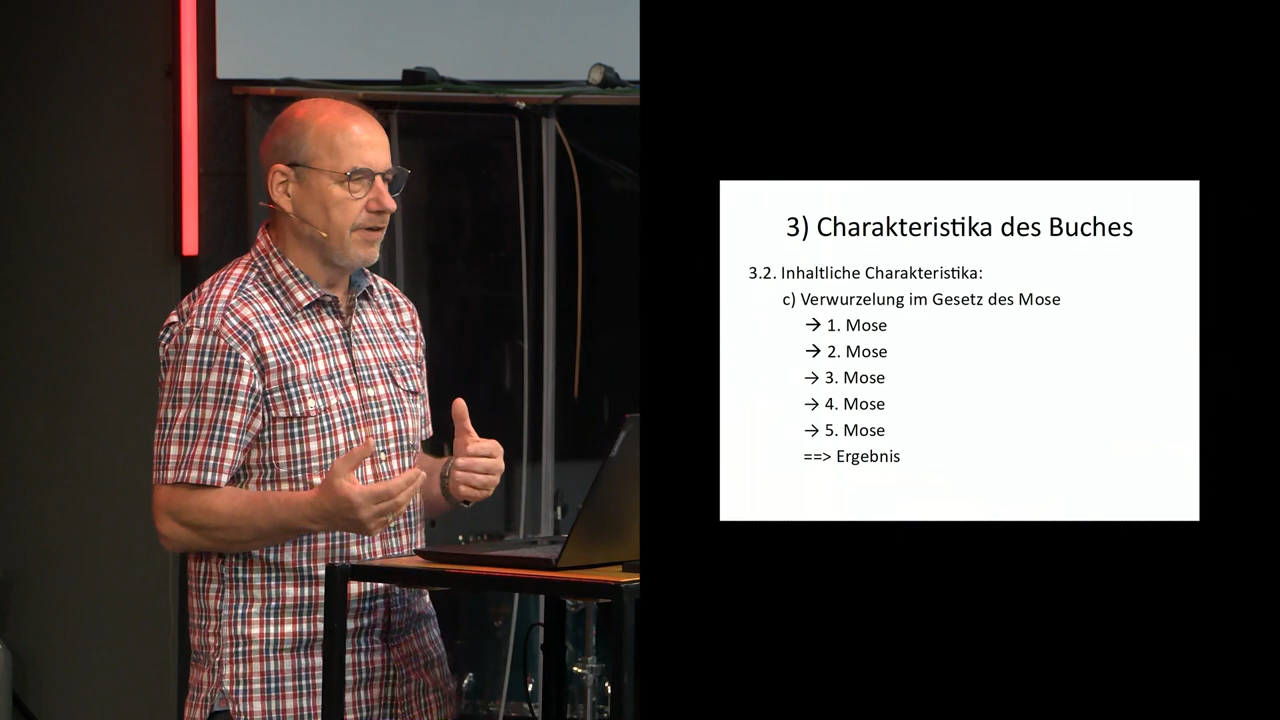 3) Charakteristika des Buches
3.2. Inhaltliche Charakteristika:
c) Verwurzelung im Gesetz des Mose
→ 1. Mose
→ 2. Mose
→ 3. Mose
→ 4. Mose
→ 5. Mose
==> Ergebnis